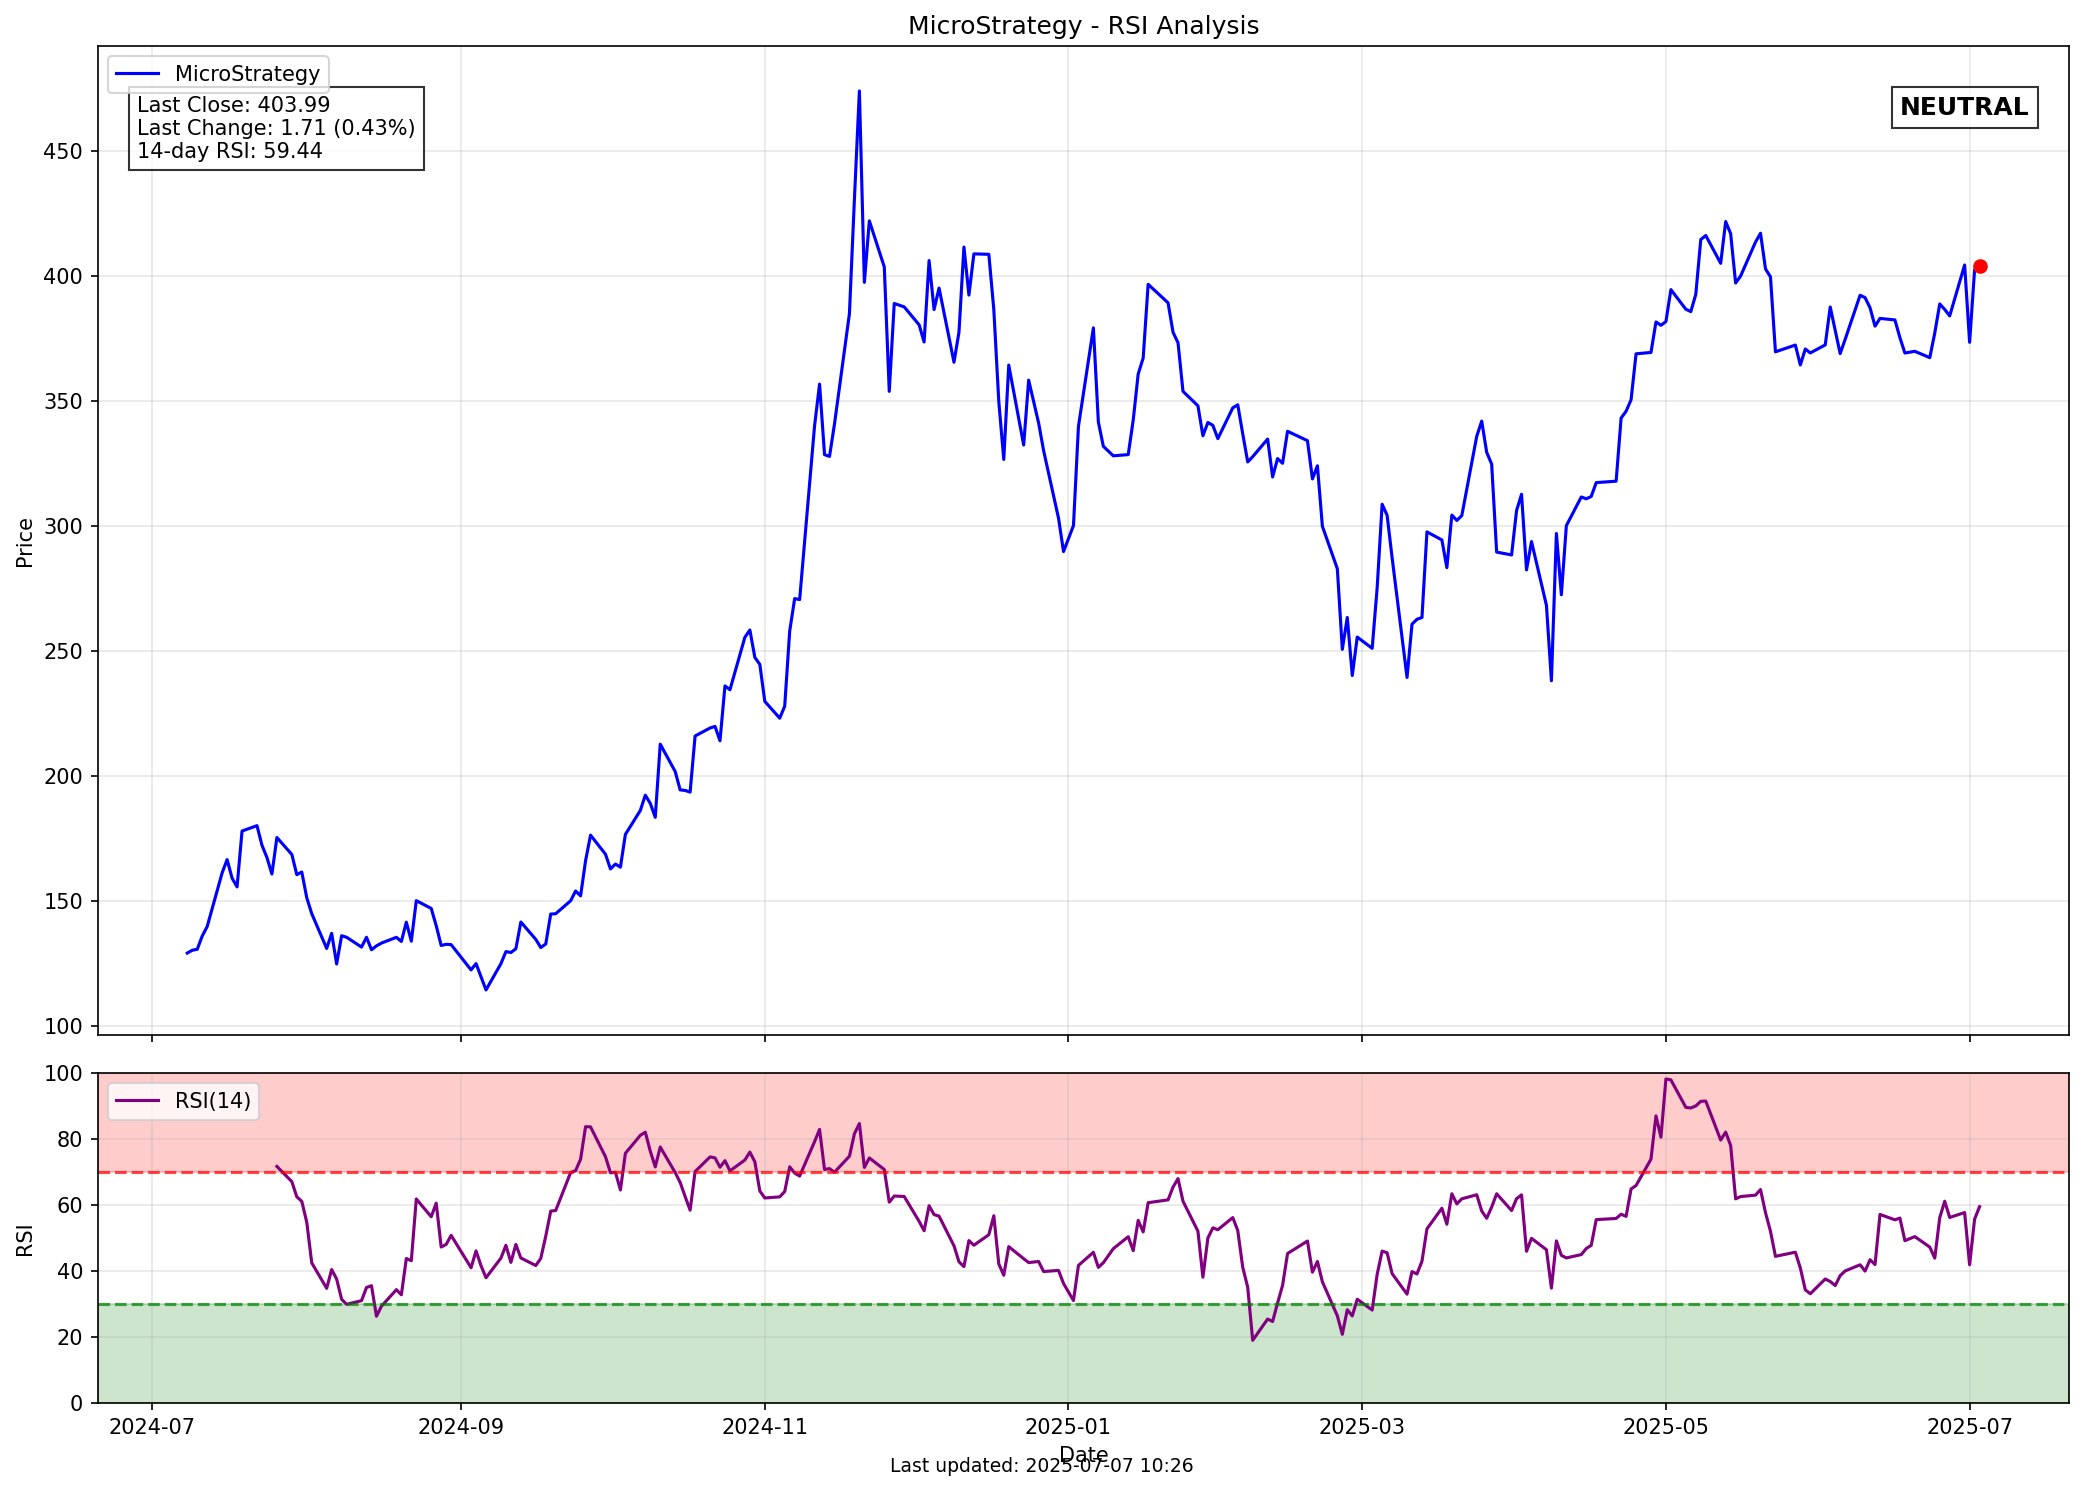 MicroStrategy - RSI Analysis
MicroStrategy
Last Close: 403.99
Last Change: 1.71 (0.43%)
14-day RSI: 59.44
NEUTRAL
450
400
350
300
250
200
150
100
Price
RSI(14)
100
80
60
40
20
0
RSI
2024-07
2024-09
2024-11
2025-01
2025-03
2025-05
2025-07
Date
Last updated: 2025-07-07 10:26